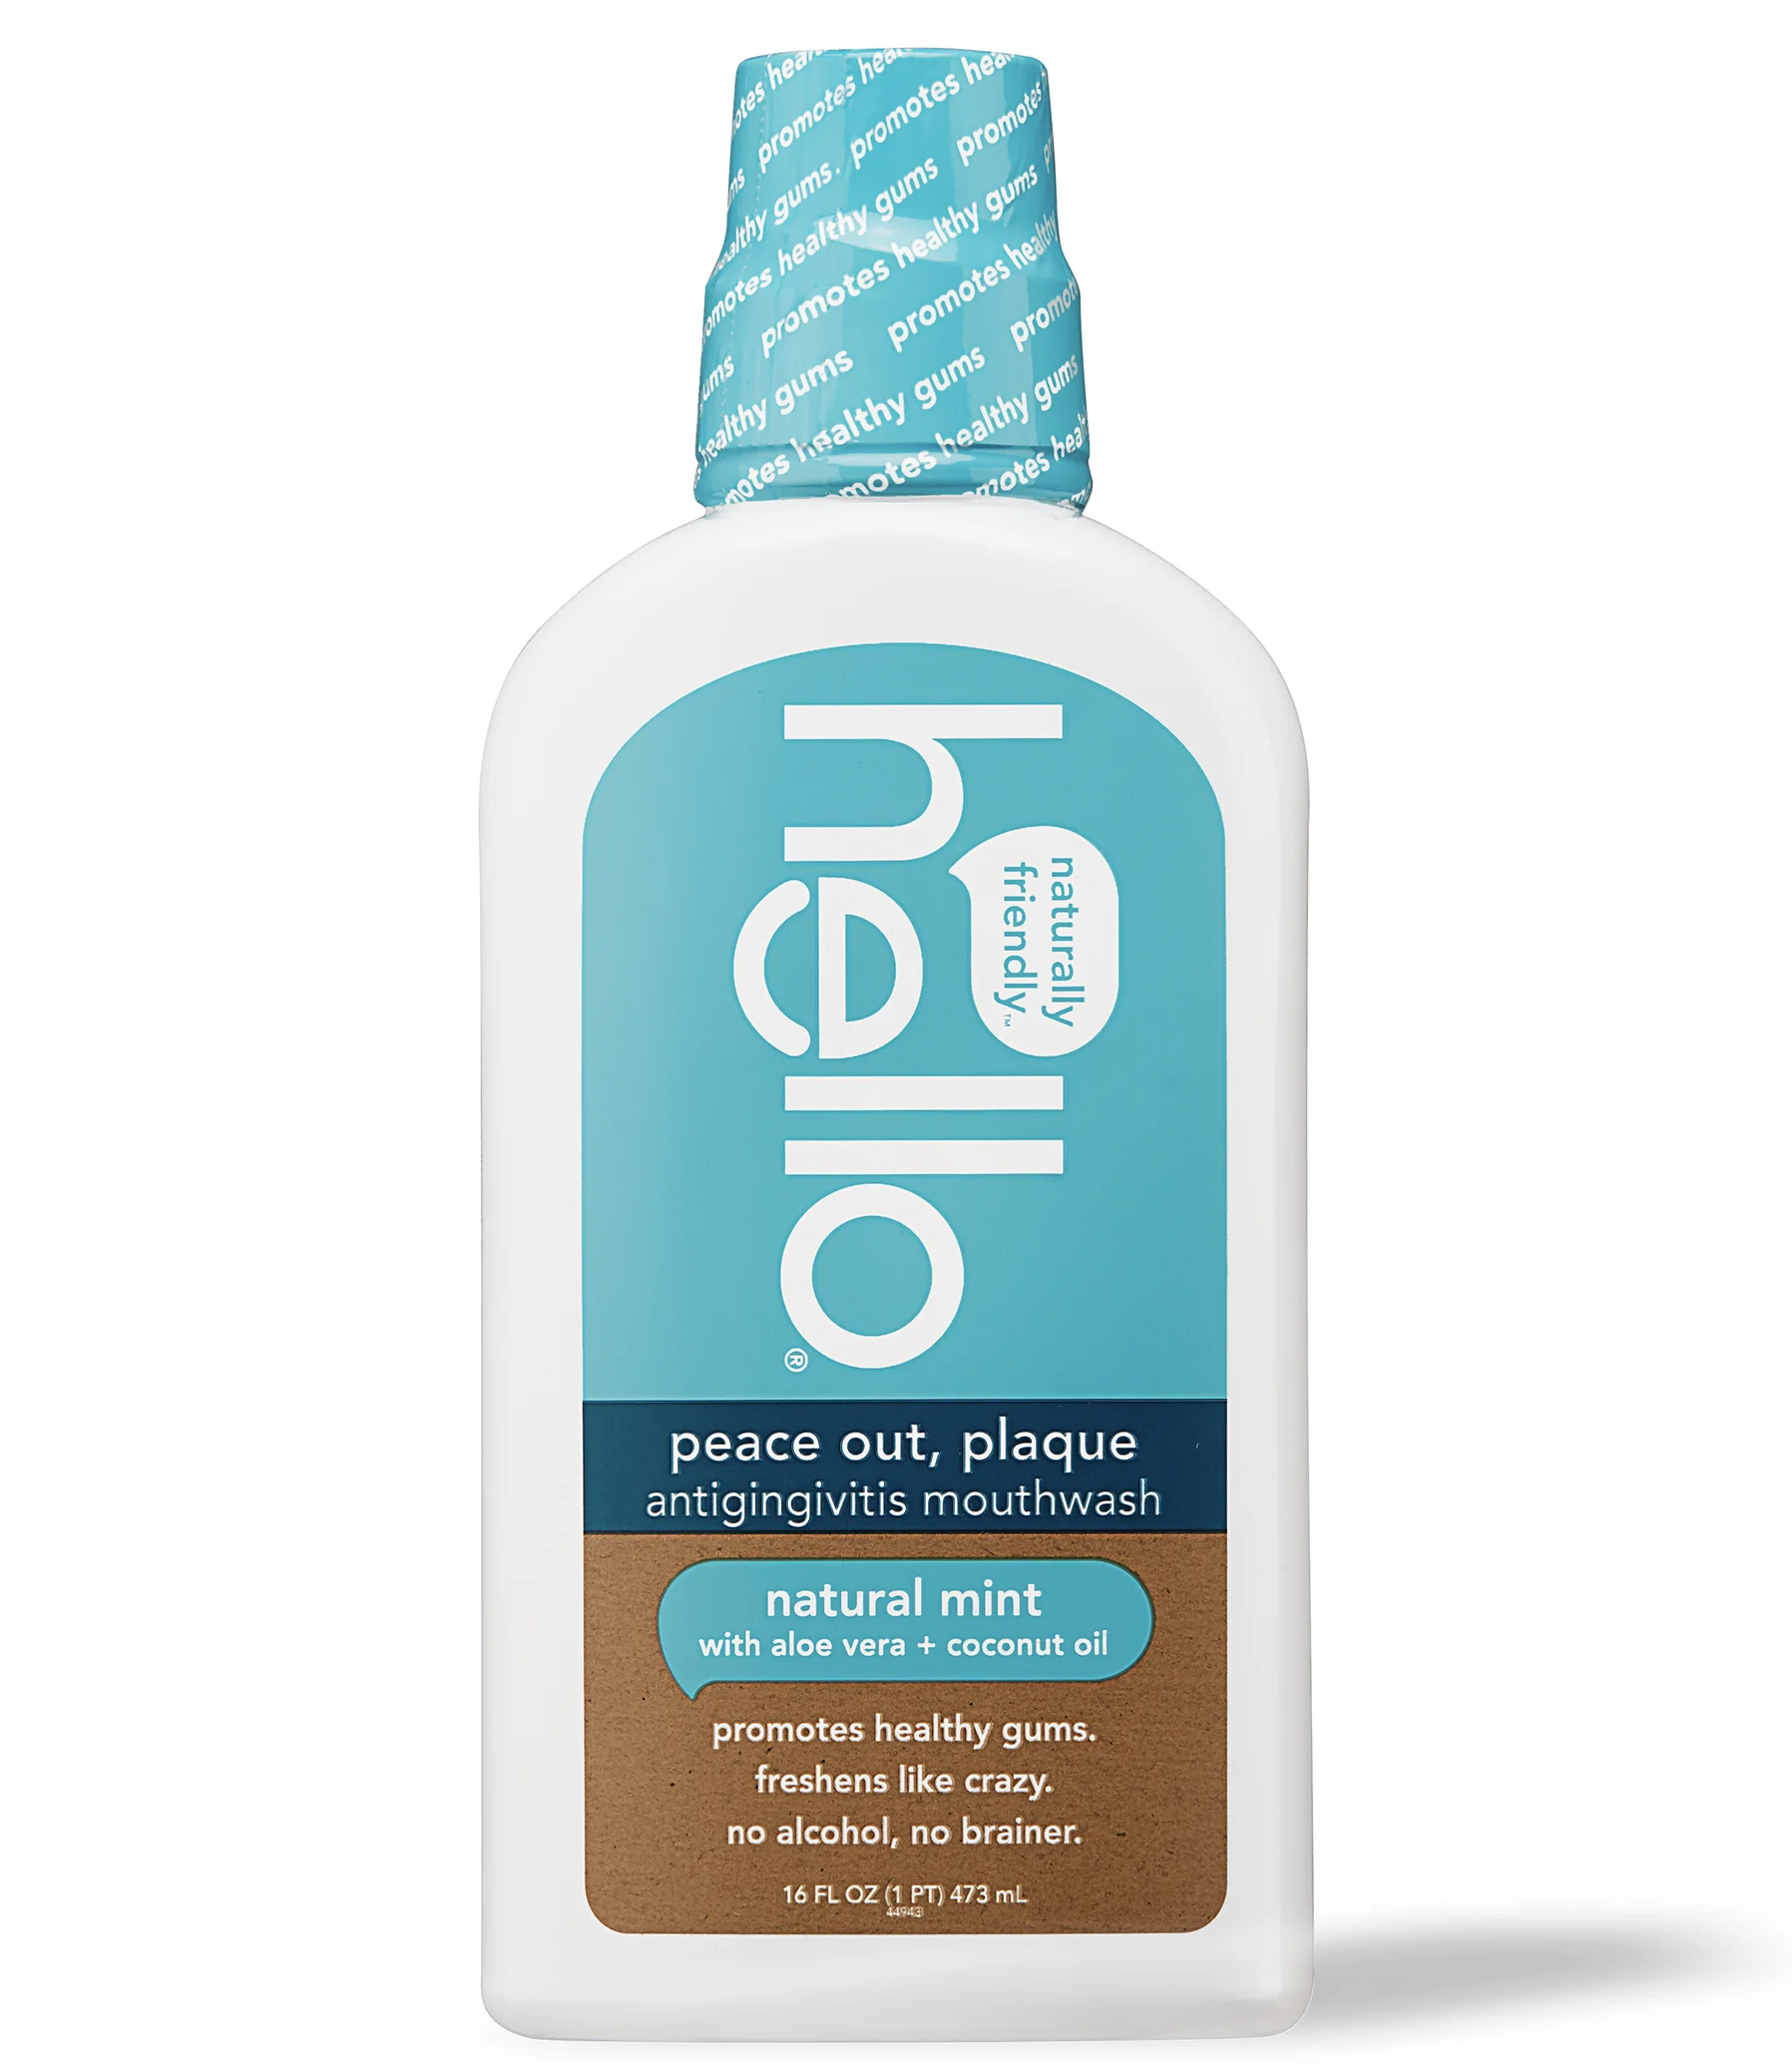 promotes healthy gums
hello®
naturally
friendly™
peace out, plaque
antigingivitis mouthwash
natural mint
with aloe vera + coconut oil
promotes healthy gums.
freshens like crazy.
no alcohol, no brainer.
16 FL OZ (1 PT) 473 mL